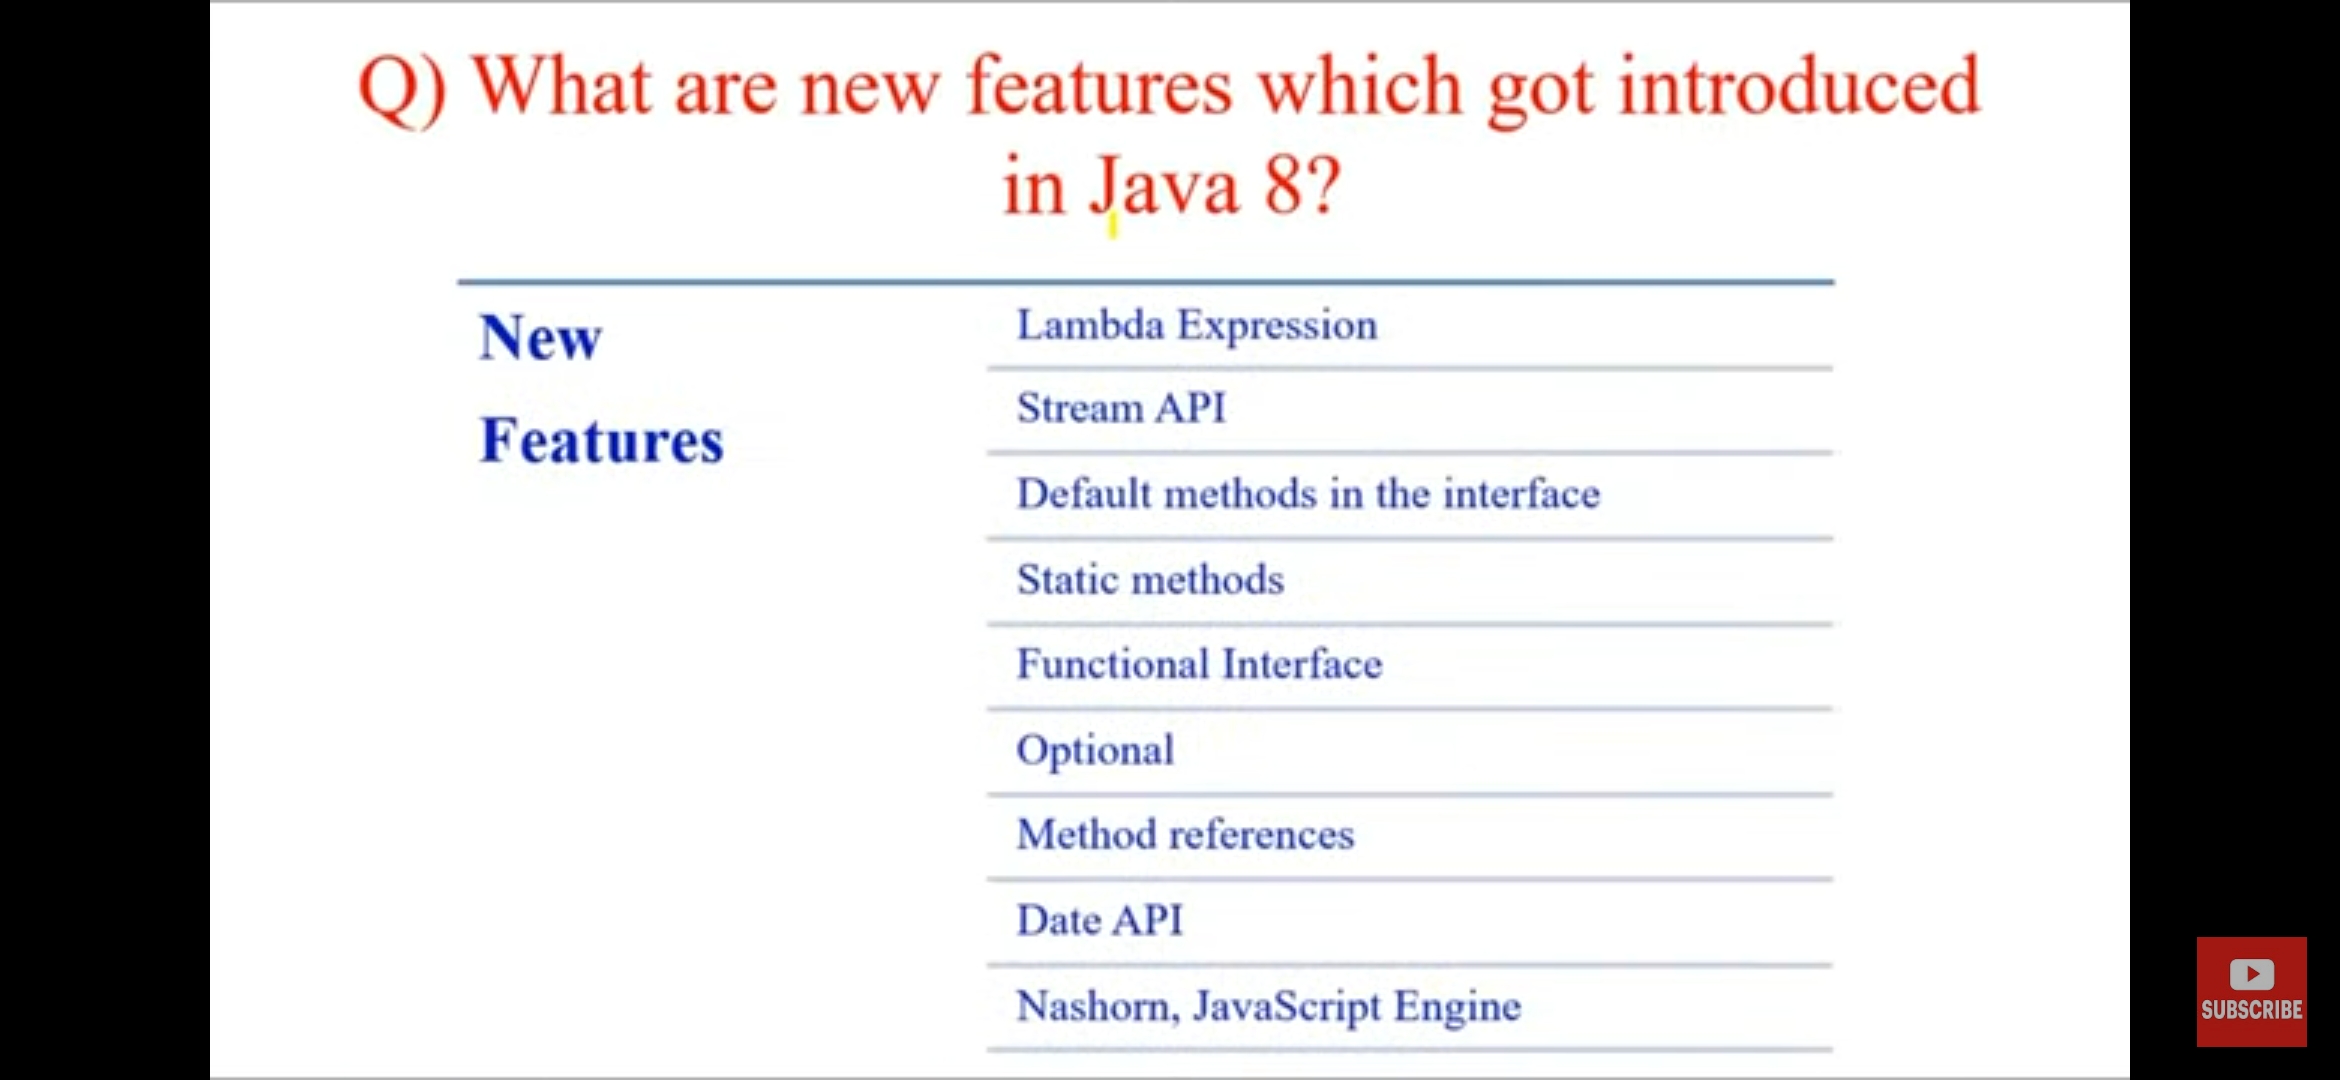 Q) What are new features which got introduced
in Java 8?
New
Features
Lambda Expression
Stream API
Default methods in the interface
Static methods
Functional Interface
Optional
Method references
Date API
Nashorn, JavaScript Engine
SUBSCRIBE